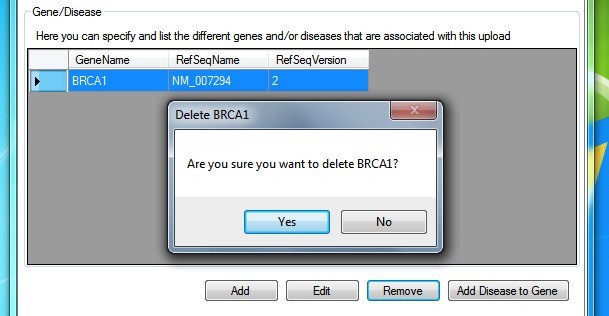 Gene/Disease
Here you can specify and list the different genes and/or diseases that are associated with this upload
GeneName RefSeqName RefSeqVersion
BRCA1 NM_007294 2
Delete BRCA1
Are you sure you want to delete BRCA1?
Yes No
Add Edit Remove Add Disease to Gene